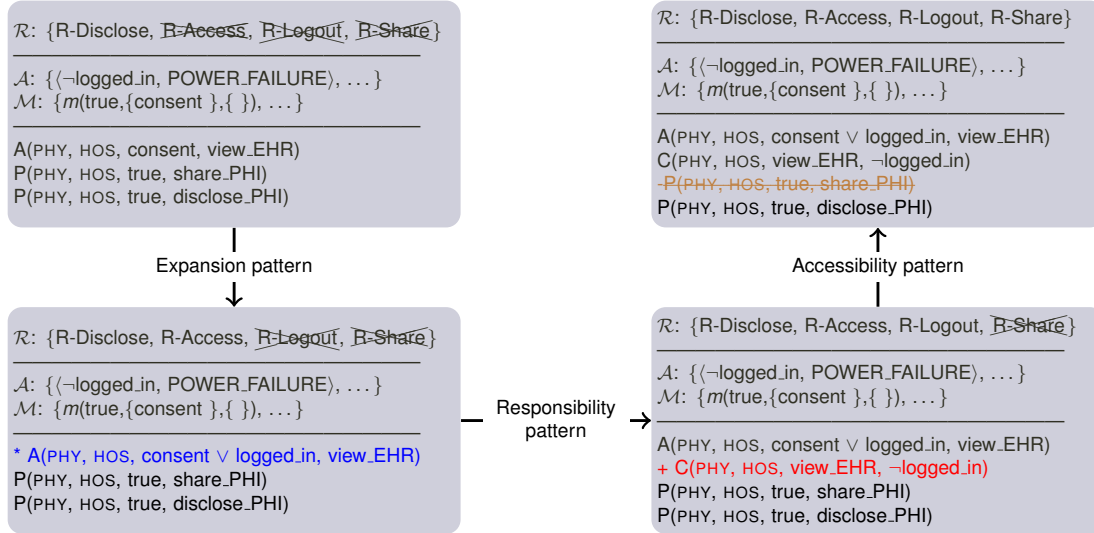 R: {R-Disclose, R-Access, R-Logout, R-Share}
A: {⟨¬logged_in, POWER_FAILURE⟩, ...}
M: {m(true,{consent },{ }), ...}
A(PHY, HOS, consent, view_EHR)
P(PHY, HOS, true, share_PHI)
P(PHY, HOS, true, disclose_PHI)
Expansion pattern
R: {R-Disclose, R-Access, R-Logout, R-Share}
A: {⟨¬logged_in, POWER_FAILURE⟩, ...}
M: {m(true,{consent },{ }), ...}
* A(PHY, HOS, consent ∨ logged_in, view_EHR)
P(PHY, HOS, true, share_PHI)
P(PHY, HOS, true, disclose_PHI)
Responsibility
pattern
R: {R-Disclose, R-Access, R-Logout, R-Share}
A: {⟨¬logged_in, POWER_FAILURE⟩, ...}
M: {m(true,{consent },{ }), ...}
A(PHY, HOS, consent ∨ logged_in, view_EHR)
+ C(PHY, HOS, view_EHR, ¬logged_in)
P(PHY, HOS, true, share_PHI)
P(PHY, HOS, true, disclose_PHI)
Accessibility pattern
R: {R-Disclose, R-Access, R-Logout, R-Share}
A: {⟨¬logged_in, POWER_FAILURE⟩, ...}
M: {m(true,{consent },{ }), ...}
A(PHY, HOS, consent ∨ logged_in, view_EHR)
C(PHY, HOS, view_EHR, ¬logged_in)
-P(PHY, HOS, true, share_PHI)
P(PHY, HOS, true, disclose_PHI)